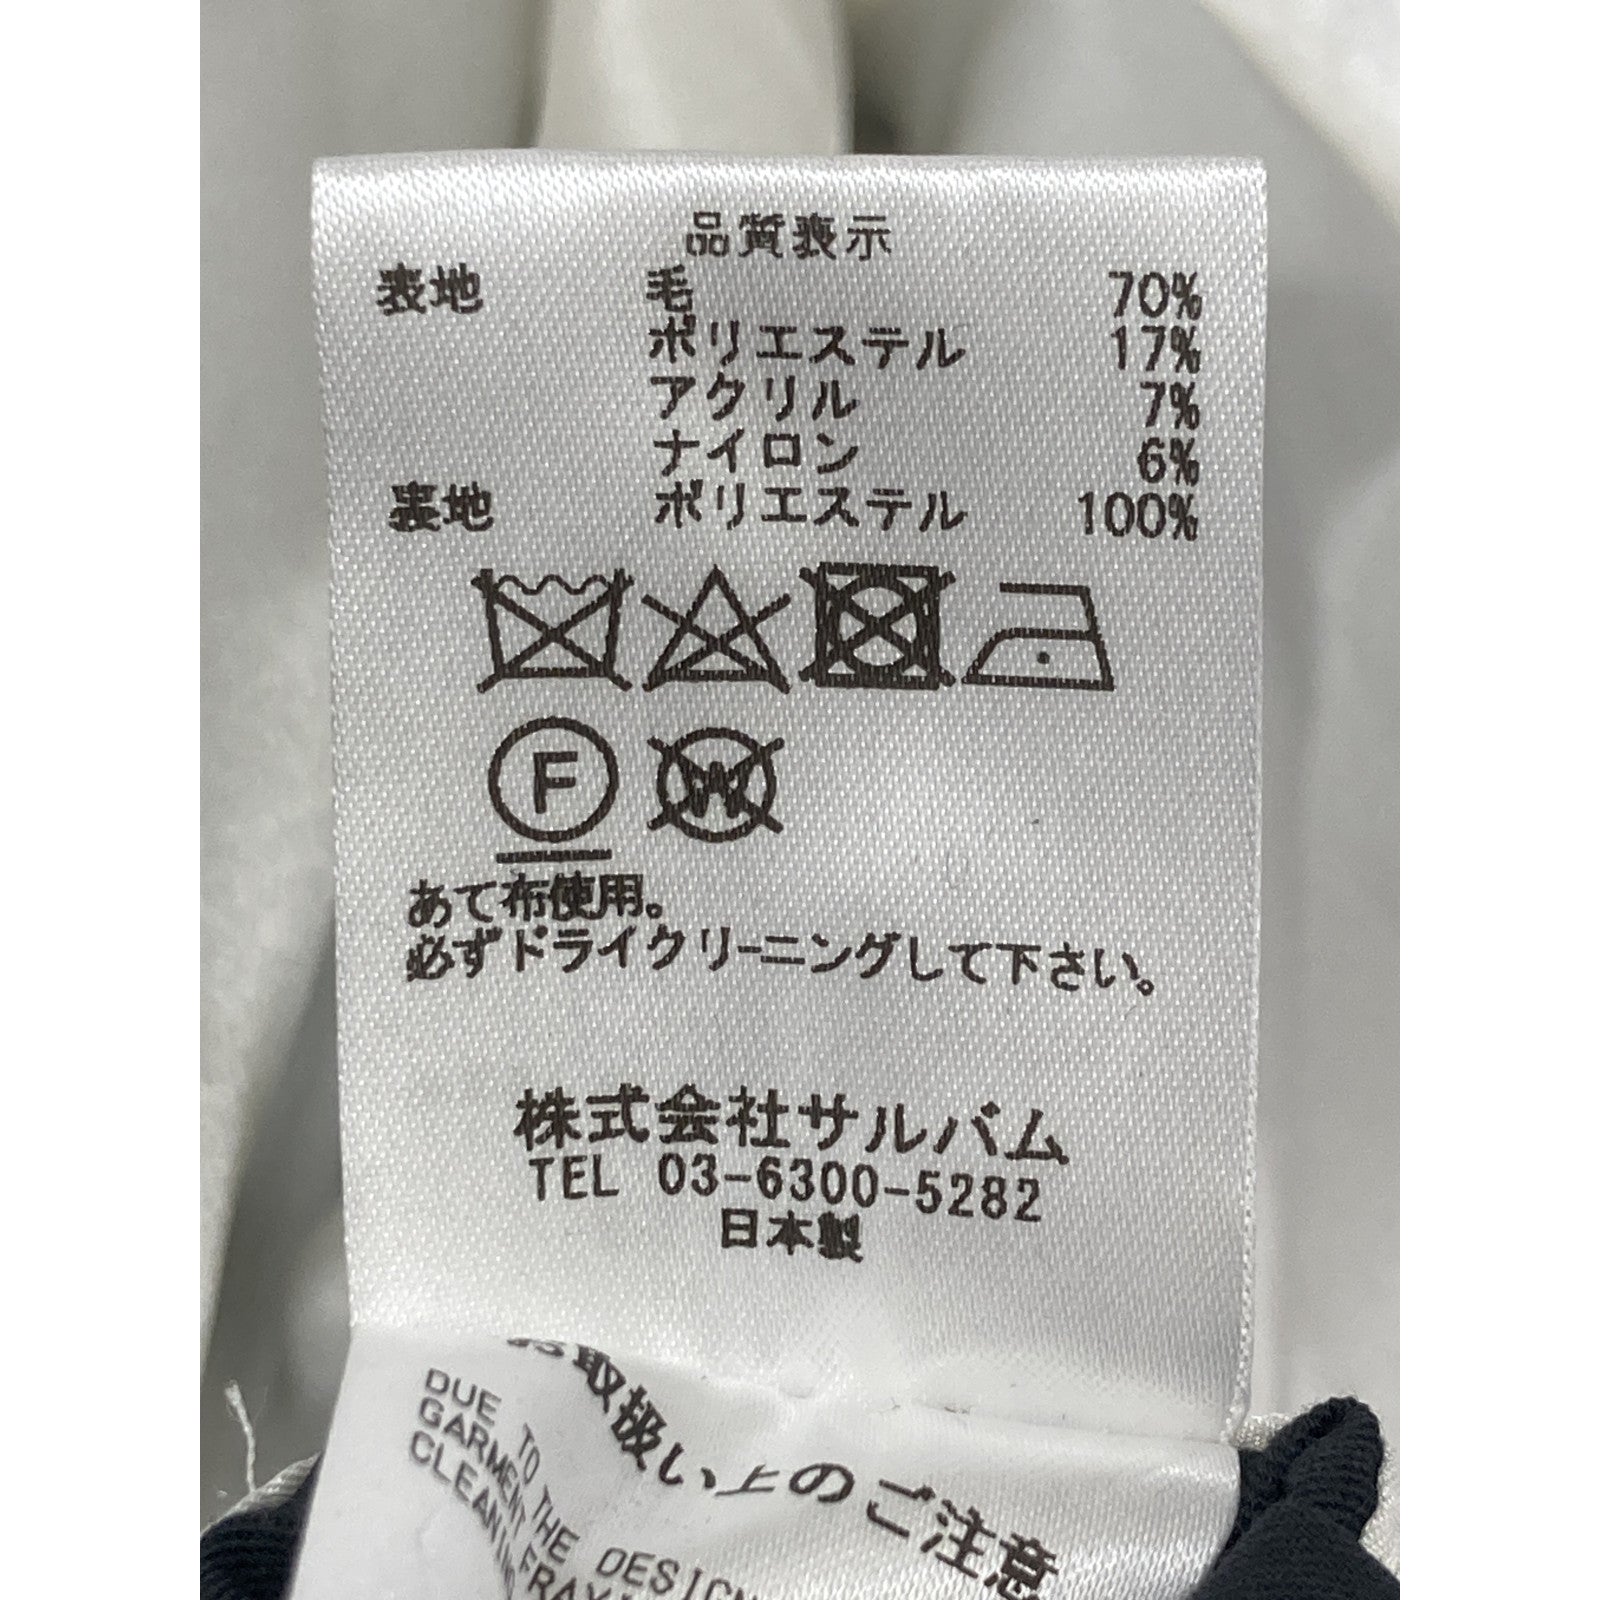 品質表示
表地 毛 70%
ポリエステル 17%
アクリル 7%
ナイロン 6%
裏地 ポリエステル 100%
F W
あて布使用。
必ずドライクリーニングして下さい。
株式会社サルバム
TEL 03-6300-5282
日本製
お取扱い上のご注意
DUE TO THE DESIGN
GARMENT
CLEANING